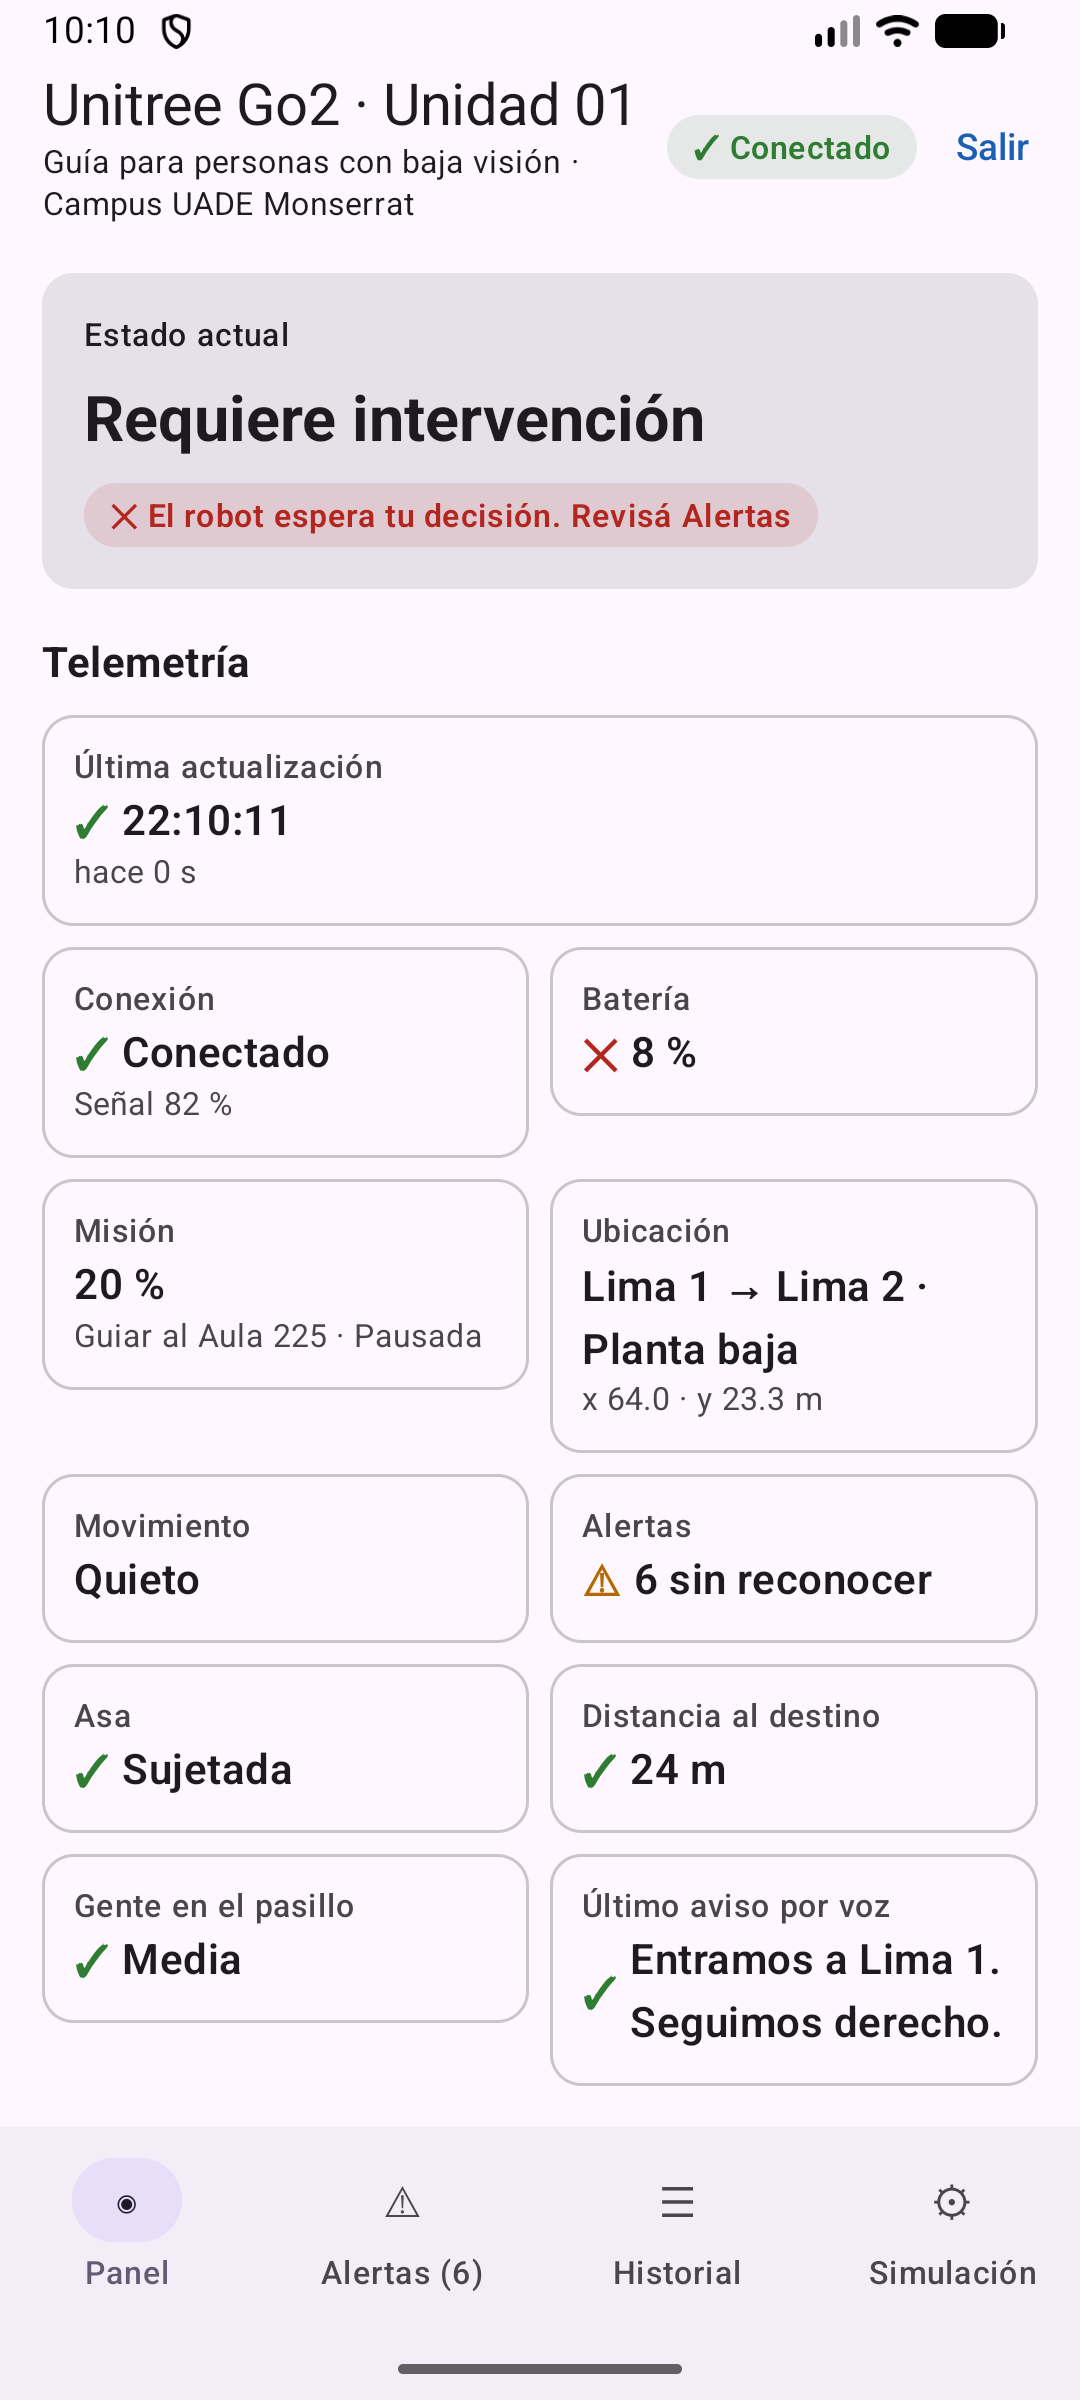 10:10
Unitree Go2 · Unidad 01
Guía para personas con baja visión ·
Campus UADE Monserrat
✓ Conectado
Salir
Estado actual
Requiere intervención
✕ El robot espera tu decisión. Revisá Alertas
Telemetría
Última actualización
✓ 22:10:11
hace 0 s
Conexión
✓ Conectado
Señal 82 %
Batería
✕ 8 %
Misión
20 %
Guiar al Aula 225 · Pausada
Ubicación
Lima 1 → Lima 2 ·
Planta baja
x 64.0 · y 23.3 m
Movimiento
Quieto
Alertas
⚠ 6 sin reconocer
Asa
✓ Sujetada
Distancia al destino
✓ 24 m
Gente en el pasillo
✓ Media
Último aviso por voz
✓ Entramos a Lima 1.
Seguimos derecho.
Panel
Alertas (6)
Historial
Simulación